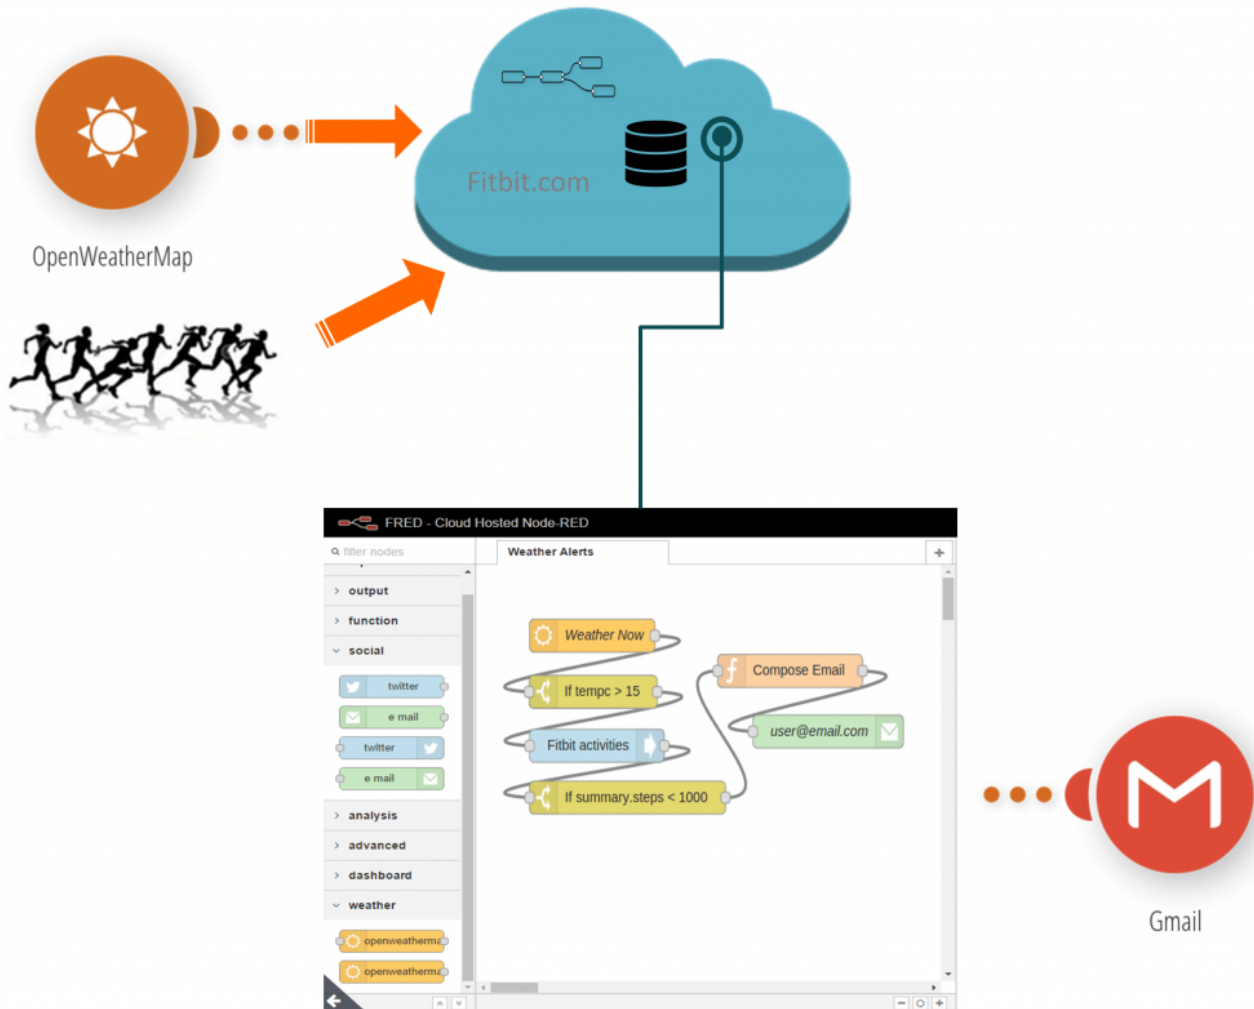 Fitbit.com
OpenWeatherMap
FRED - Cloud Hosted Node-RED
filter nodes
Weather Alerts
output
function
social
twitter
e mail
twitter
e mail
analysis
advanced
dashboard
weather
openweatherma
openweatherma
Weather Now
If tempc > 15
Fitbit activities
If summary.steps < 1000
Compose Email
user@email.com
Gmail